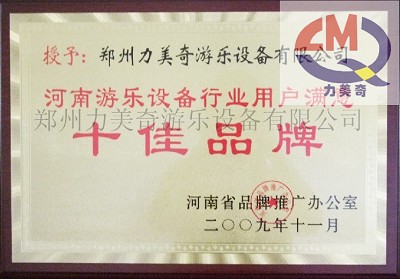 授予：郑州力美奇游乐设备有限公司
力美奇
河南游乐设备行业用户满意
郑州力美奇游乐设备有限公司
十佳品牌
河南省品牌推广办公室
二〇〇九年十一月